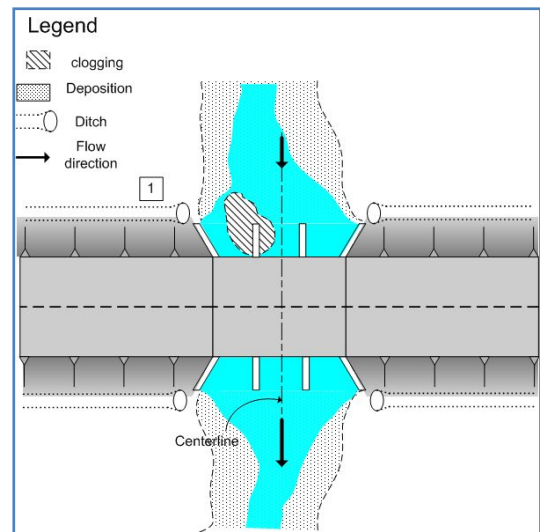 Legend
clogging
Deposition
Ditch
Flow
direction
1
Centerline